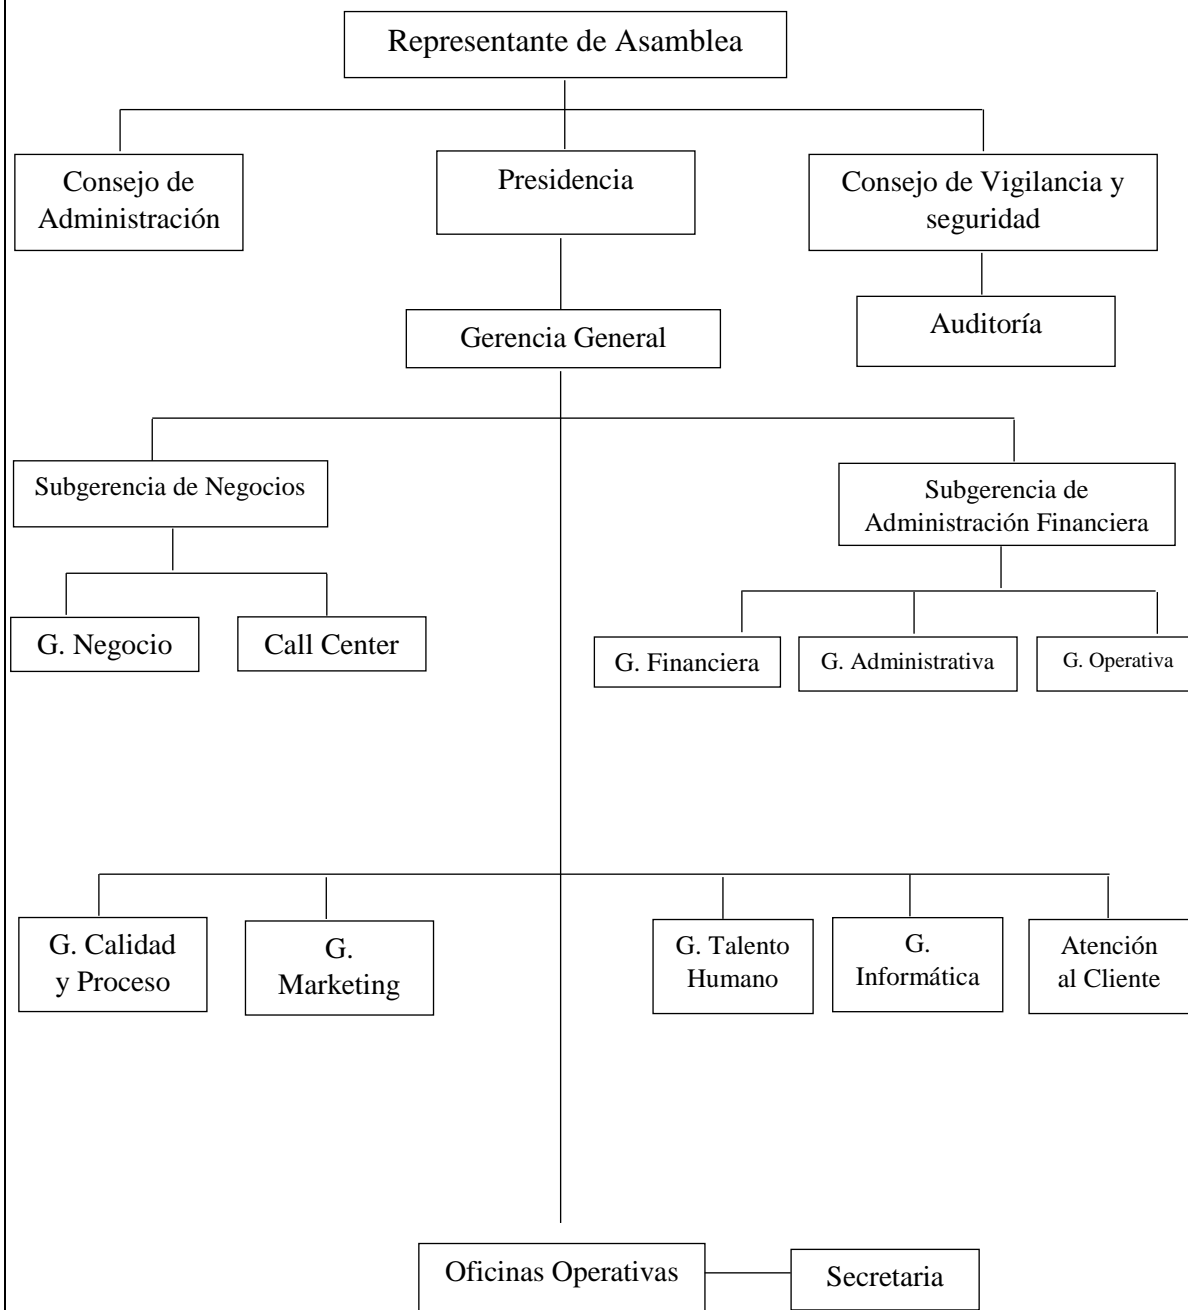 Representante de Asamblea
Consejo de
Administración
Presidencia
Consejo de Vigilancia y
seguridad
Gerencia General
Auditoría
Subgerencia de Negocios
Subgerencia de
Administración Financiera
G. Negocio
Call Center
G. Financiera
G. Administrativa
G. Operativa
G. Calidad
y Proceso
G.
Marketing
G. Talento
Humano
G.
Informática
Atención
al Cliente
Oficinas Operativas
Secretaria